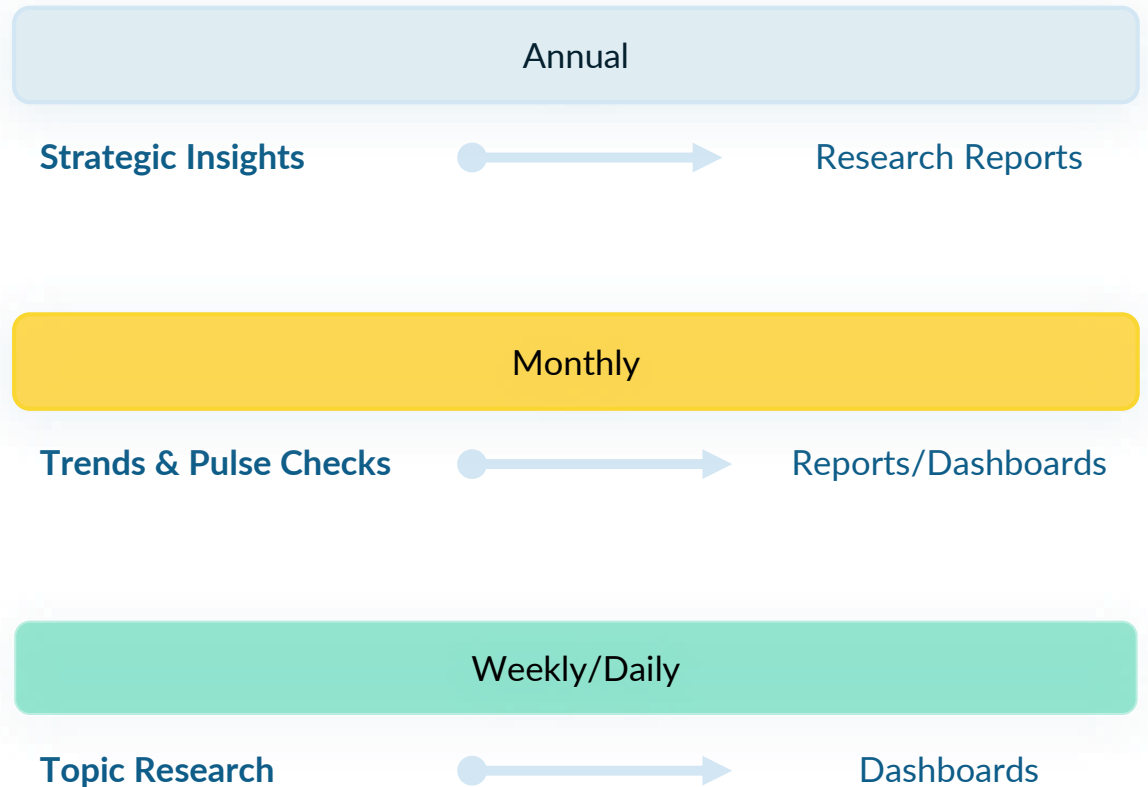 Annual
Strategic Insights Research Reports
Monthly
Trends & Pulse Checks Reports/Dashboards
Weekly/Daily
Topic Research Dashboards